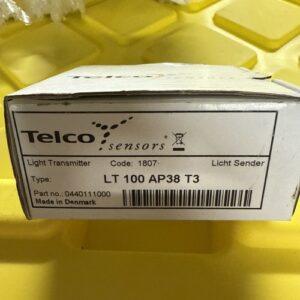 Telco
sensors
Light Transmitter Code: 1807· Licht Sender
Type: LT 100 AP38 T3
Part no.: 0440111000
Made in Denmark